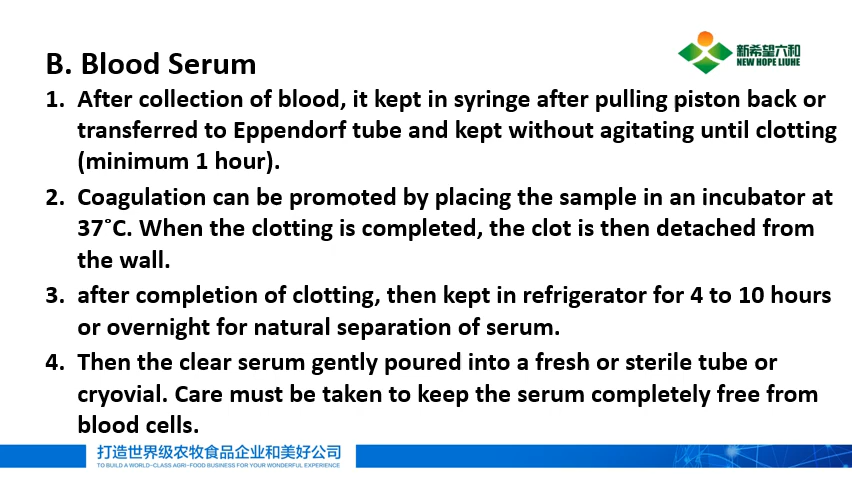 新希望六和
NEW HOPE LIUHE
B. Blood Serum
1. After collection of blood, it kept in syringe after pulling piston back or
transferred to Eppendorf tube and kept without agitating until clotting
(minimum 1 hour).
2. Coagulation can be promoted by placing the sample in an incubator at
37˚C. When the clotting is completed, the clot is then detached from
the wall.
3. after completion of clotting, then kept in refrigerator for 4 to 10 hours
or overnight for natural separation of serum.
4. Then the clear serum gently poured into a fresh or sterile tube or
cryovial. Care must be taken to keep the serum completely free from
blood cells.
打造世界级农牧食品企业和美好公司
TO BUILD A WORLD-CLASS AGRI-FOOD BUSINESS FOR YOUR WONDERFUL EXPERIENCE